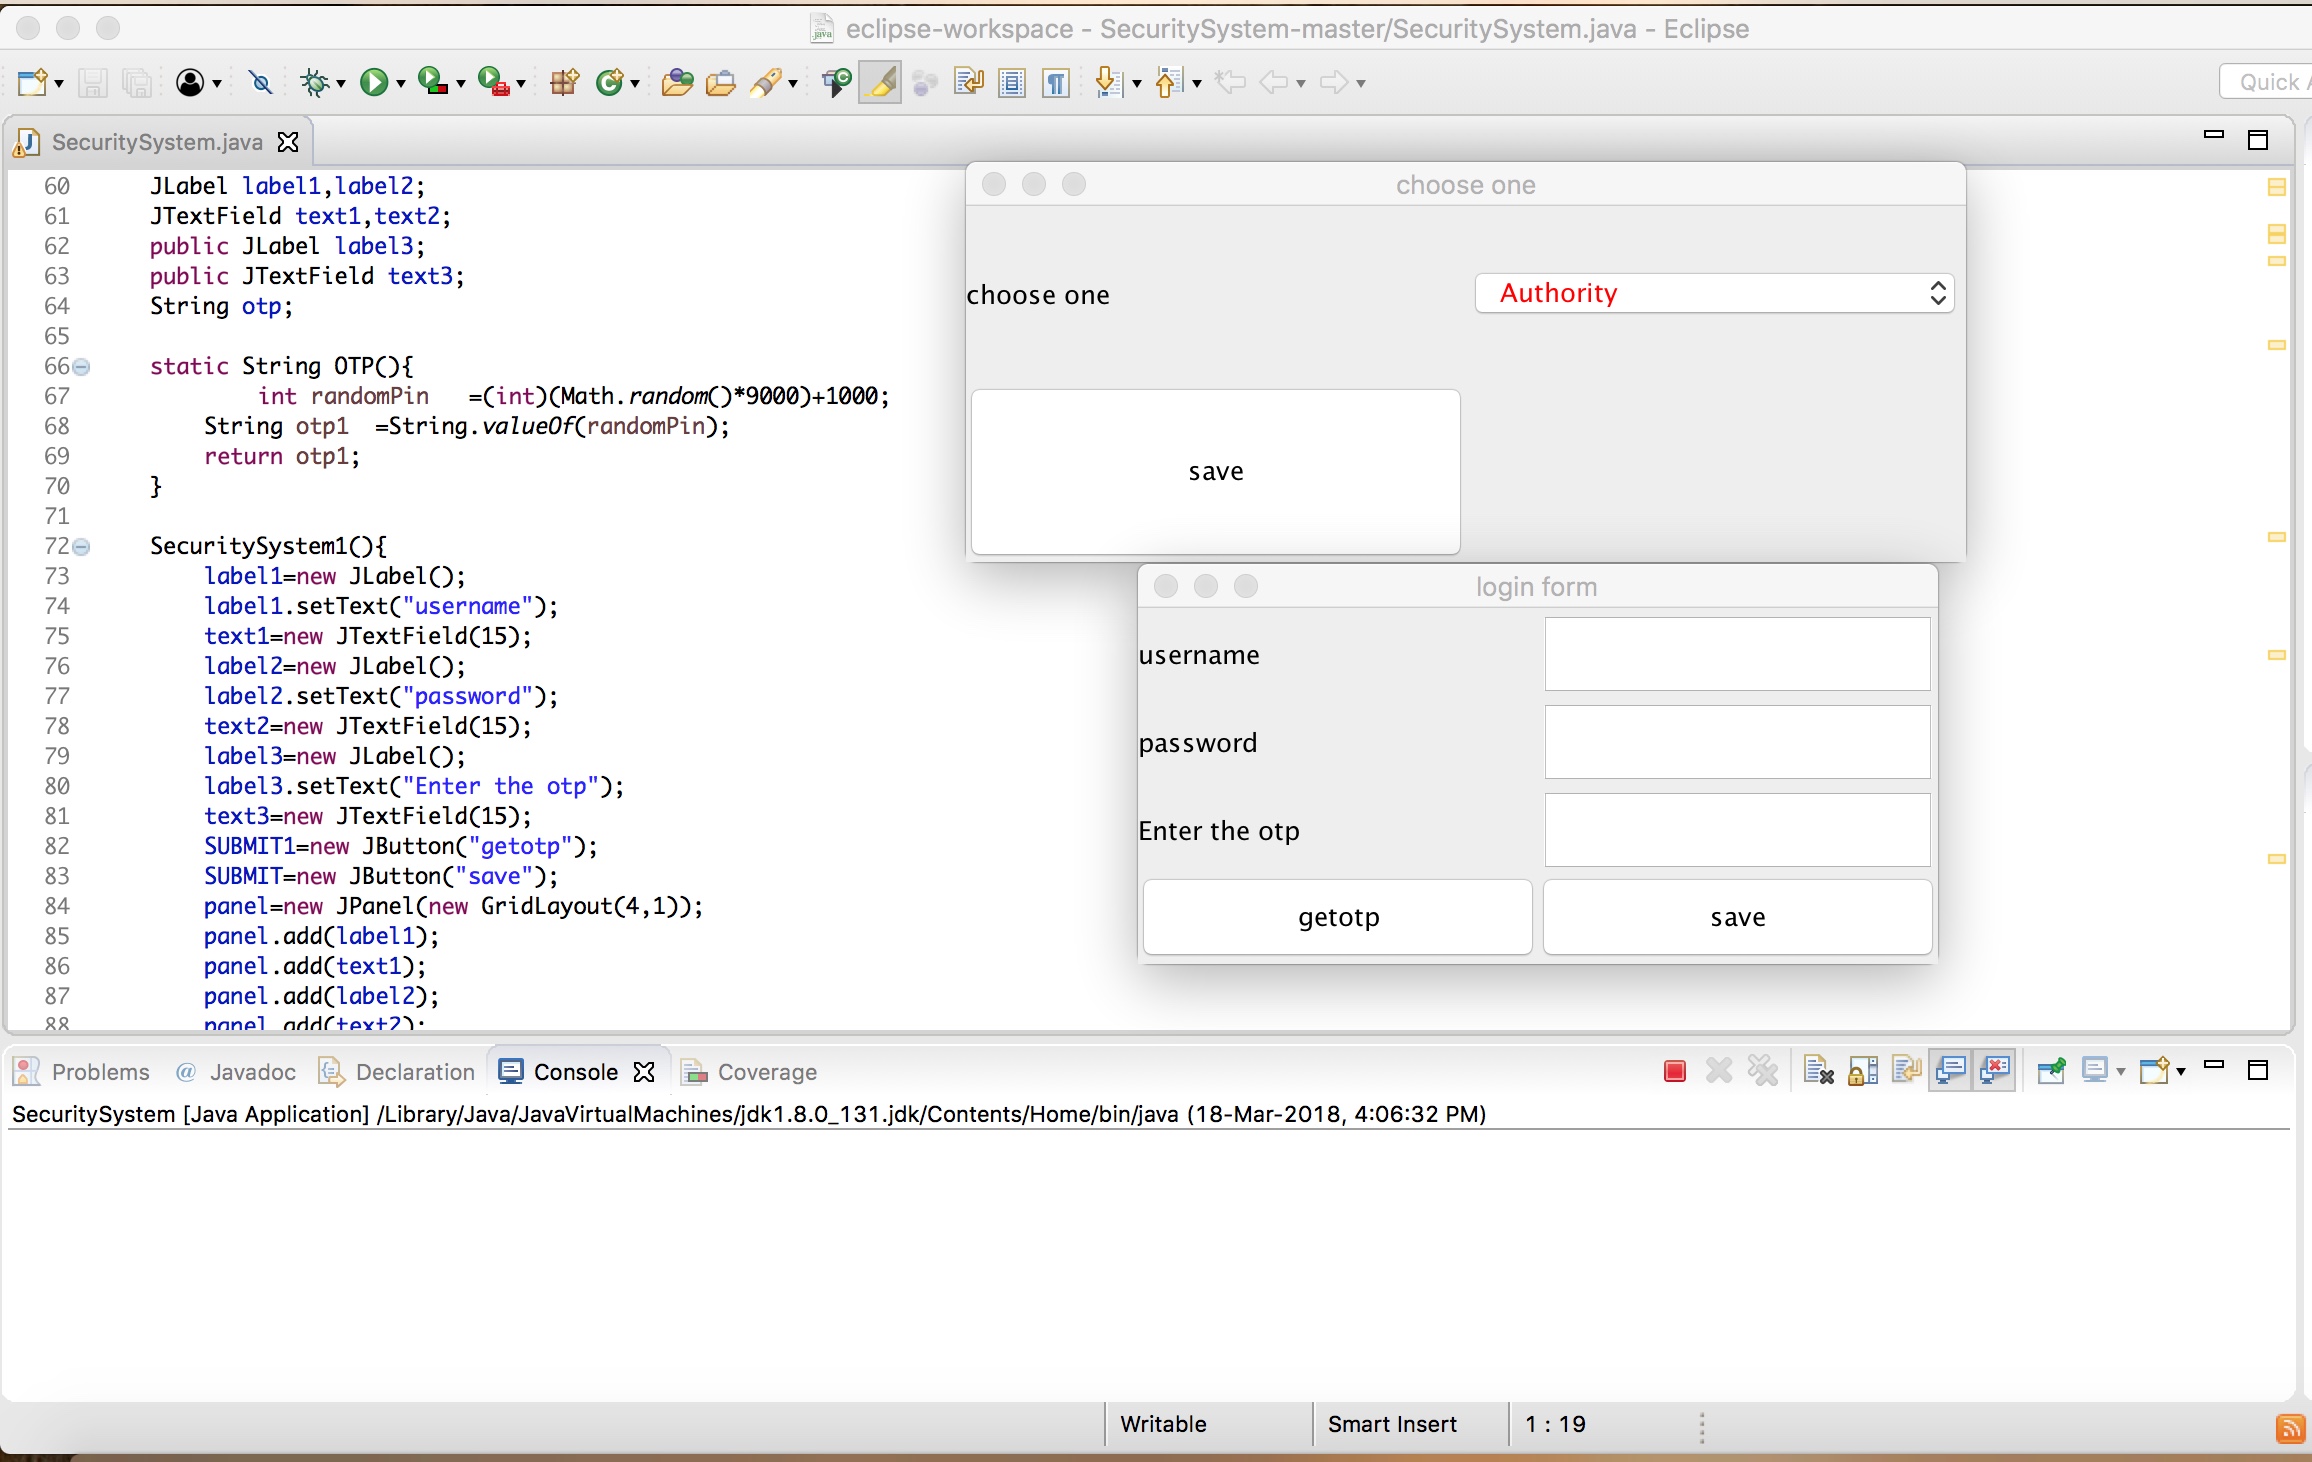 eclipse-workspace - SecuritySystem-master/SecuritySystem.java - Eclipse
Quick A
SecuritySystem.java
60 JLabel label1,label2;
61 JTextField text1,text2;
62 public JLabel label3;
63 public JTextField text3;
64 String otp;
65
66 static String OTP(){
67 int randomPin =(int)(Math.random()*9000)+1000;
68 String otp1 =String.valueOf(randomPin);
69 return otp1;
70 }
71
72 SecuritySystem1(){
73 label1=new JLabel();
74 label1.setText("username");
75 text1=new JTextField(15);
76 label2=new JLabel();
77 label2.setText("password");
78 text2=new JTextField(15);
79 label3=new JLabel();
80 label3.setText("Enter the otp");
81 text3=new JTextField(15);
82 SUBMIT1=new JButton("getotp");
83 SUBMIT=new JButton("save");
84 panel=new JPanel(new GridLayout(4,1));
85 panel.add(label1);
86 panel.add(text1);
87 panel.add(label2);
88 panel.add(text2);
choose one
choose one Authority
save
login form
username
password
Enter the otp
getotp save
Problems @ Javadoc Declaration Console Coverage
SecuritySystem [Java Application] /Library/Java/JavaVirtualMachines/jdk1.8.0_131.jdk/Contents/Home/bin/java (18-Mar-2018, 4:06:32 PM)
Writable Smart Insert 1 : 19